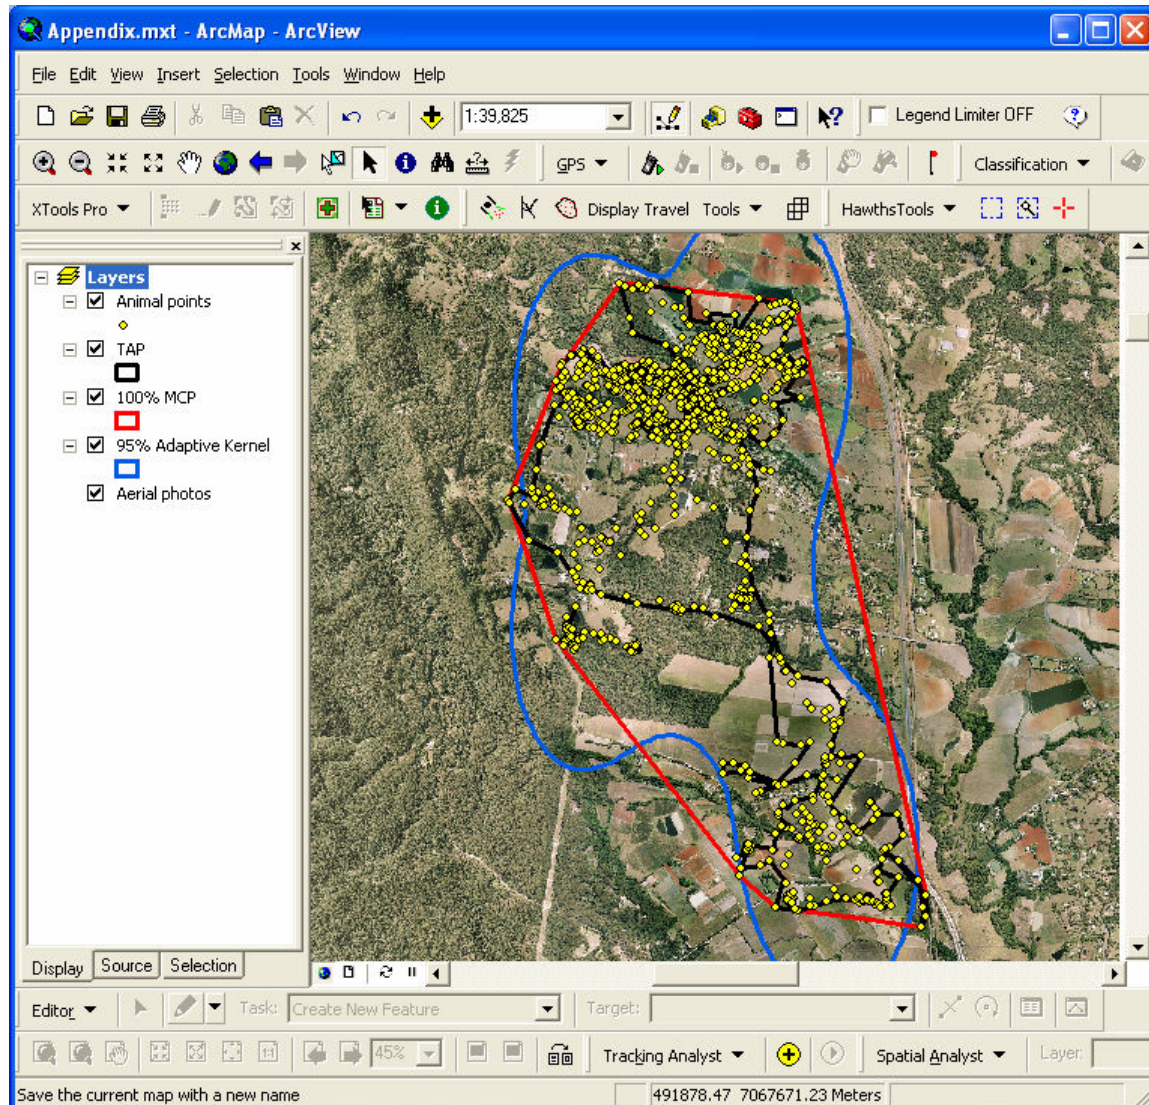 Appendix.mxt - ArcMap - ArcView
File Edit View Insert Selection Tools Window Help
1:39,825 Legend Limiter OFF
GPS Classification
XTools Pro Display Travel Tools HawthsTools
Layers
Animal points
TAP
100% MCP
95% Adaptive Kernel
Aerial photos
Display Source Selection
Editor Task: Create New Feature Target:
1:1 45% Tracking Analyst Spatial Analyst Layer:
Save the current map with a new name 491878.47 7067671.23 Meters